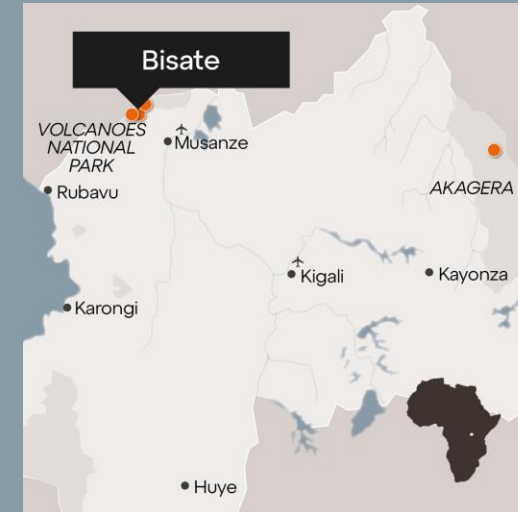 Bisate
VOLCANOES
NATIONAL
PARK
Musanze
Rubavu
AKAGERA
Kigali
Kayonza
Karongi
Huye